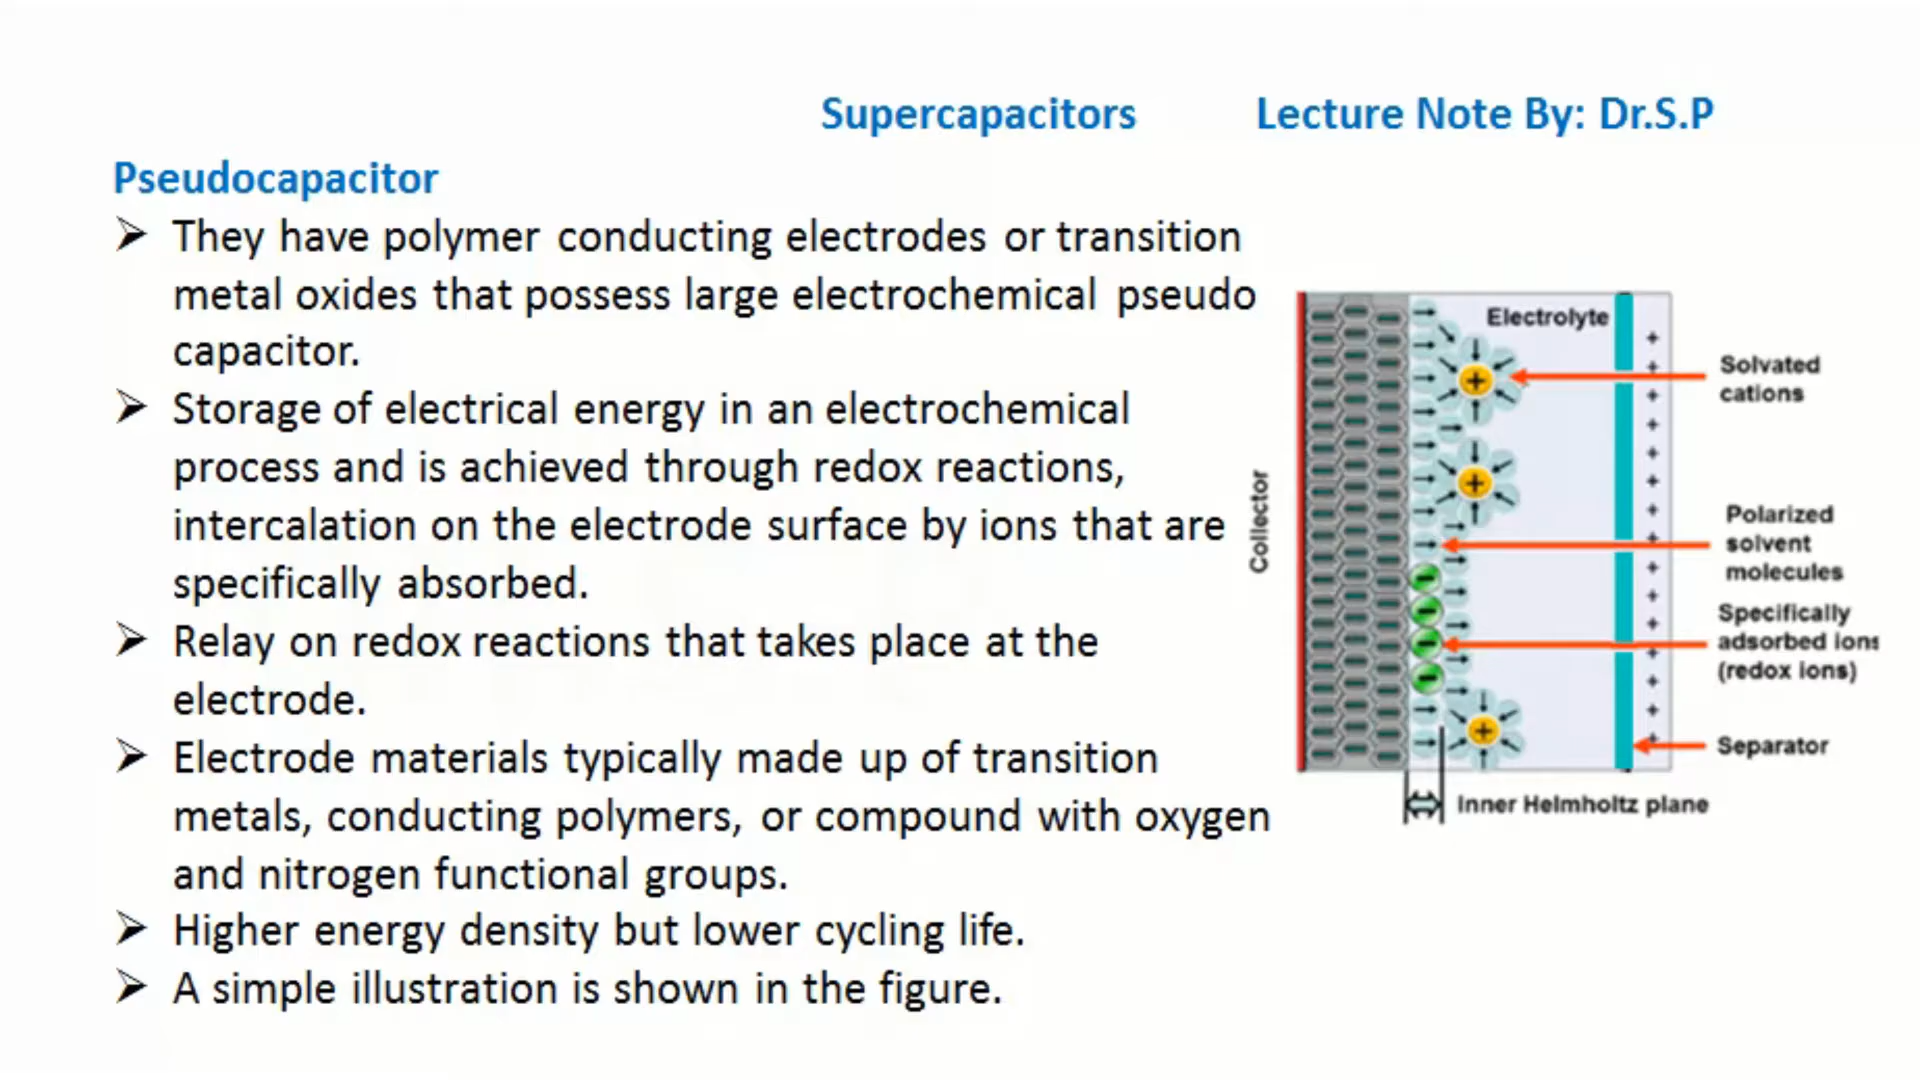 Supercapacitors Lecture Note By: Dr.S.P
Pseudocapacitor
➢ They have polymer conducting electrodes or transition
metal oxides that possess large electrochemical pseudo
capacitor.
➢ Storage of electrical energy in an electrochemical
process and is achieved through redox reactions,
intercalation on the electrode surface by ions that are
specifically absorbed.
➢ Relay on redox reactions that takes place at the
electrode.
➢ Electrode materials typically made up of transition
metals, conducting polymers, or compound with oxygen
and nitrogen functional groups.
➢ Higher energy density but lower cycling life.
➢ A simple illustration is shown in the figure.
Collector
Electrolyte
Solvated
cations
Polarized
solvent
molecules
Specifically
adsorbed ions
(redox ions)
Separator
Inner Helmholtz plane